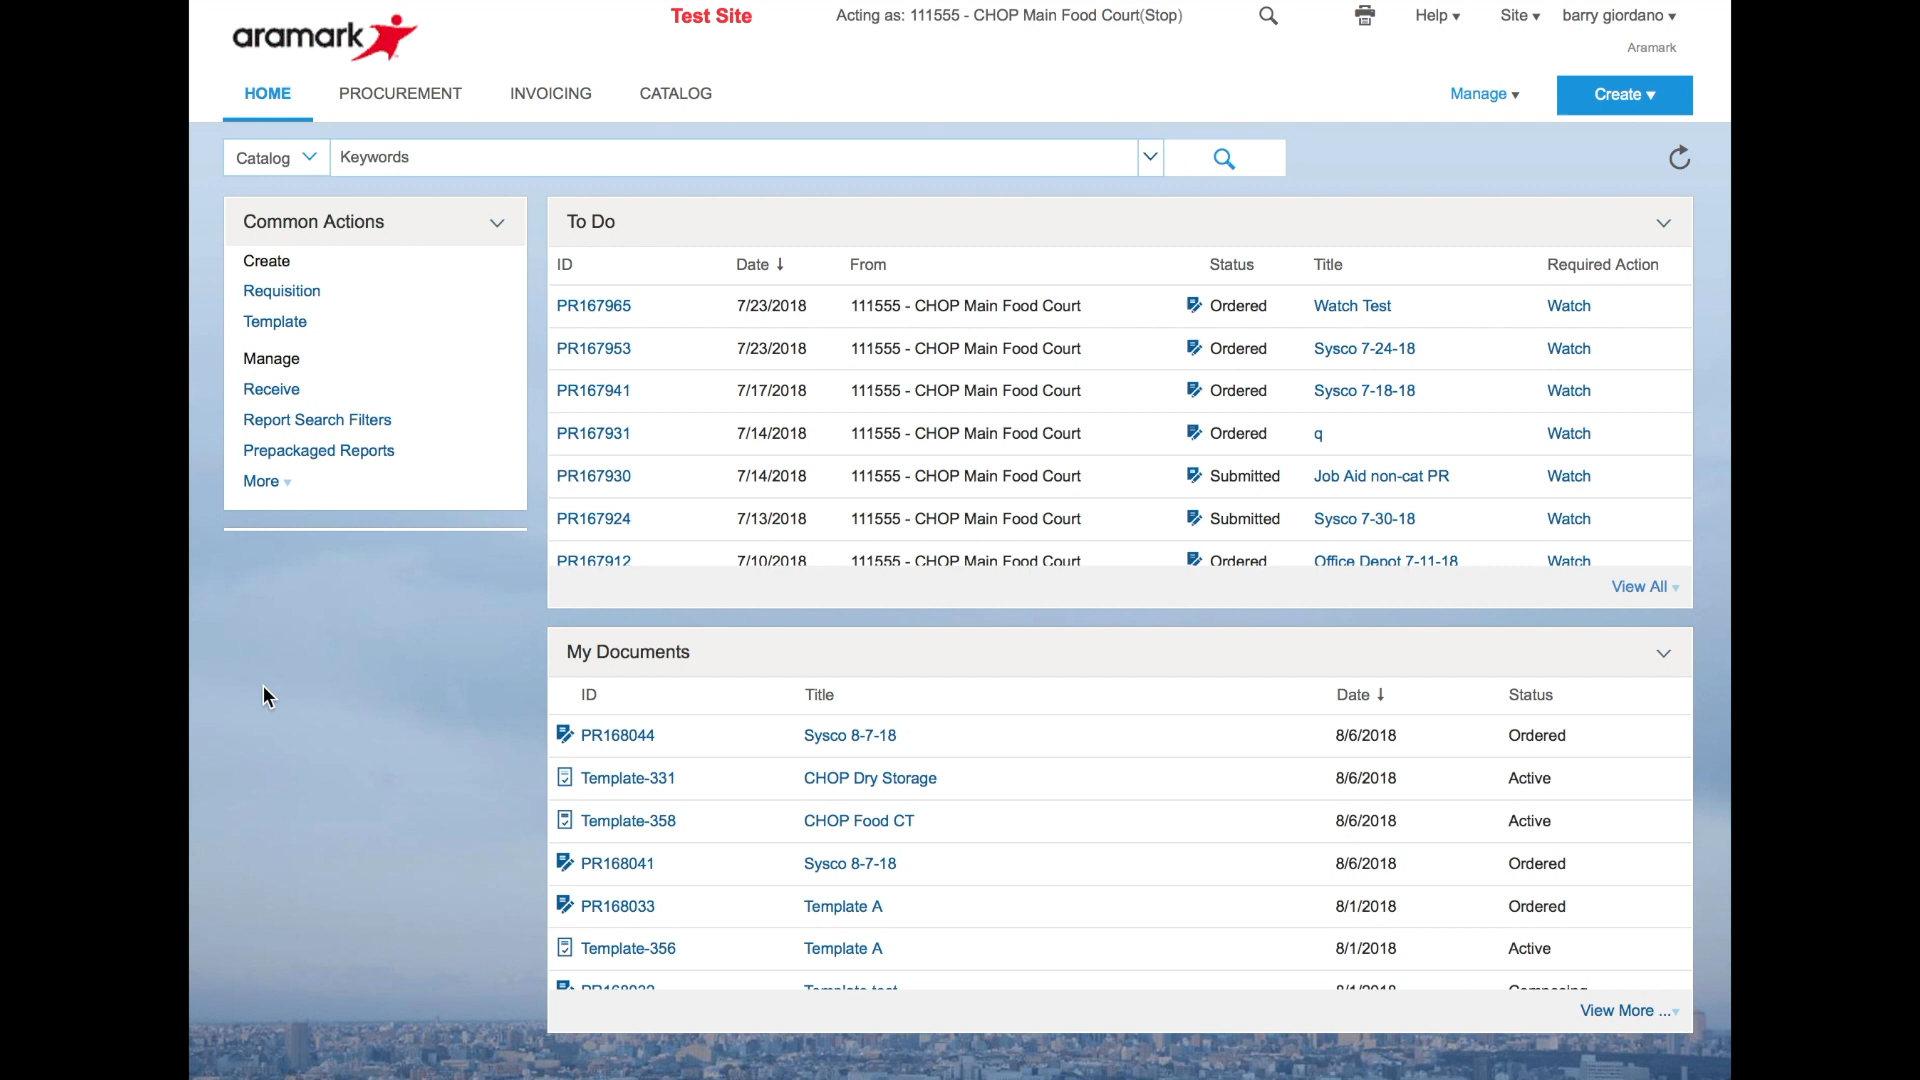 aramark
Test Site
Acting as: 111555 - CHOP Main Food Court(Stop)
Help
Site
barry giordano
Aramark
HOME PROCUREMENT INVOICING CATALOG
Manage
Create
Catalog
Keywords
Common Actions
Create
Requisition
Template
Manage
Receive
Report Search Filters
Prepackaged Reports
More
To Do
ID Date ↓ From Status Title Required Action
PR167965 7/23/2018 111555 - CHOP Main Food Court Ordered Watch Test Watch
PR167953 7/23/2018 111555 - CHOP Main Food Court Ordered Sysco 7-24-18 Watch
PR167941 7/17/2018 111555 - CHOP Main Food Court Ordered Sysco 7-18-18 Watch
PR167931 7/14/2018 111555 - CHOP Main Food Court Ordered q Watch
PR167930 7/14/2018 111555 - CHOP Main Food Court Submitted Job Aid non-cat PR Watch
PR167924 7/13/2018 111555 - CHOP Main Food Court Submitted Sysco 7-30-18 Watch
PR167912 7/10/2018 111555 - CHOP Main Food Court Ordered Office Depot 7-11-18 Watch
View All
My Documents
ID Title Date ↓ Status
PR168044 Sysco 8-7-18 8/6/2018 Ordered
Template-331 CHOP Dry Storage 8/6/2018 Active
Template-358 CHOP Food CT 8/6/2018 Active
PR168041 Sysco 8-7-18 8/6/2018 Ordered
PR168033 Template A 8/1/2018 Ordered
Template-356 Template A 8/1/2018 Active
Template test 8/1/2018 Composing
View More ...